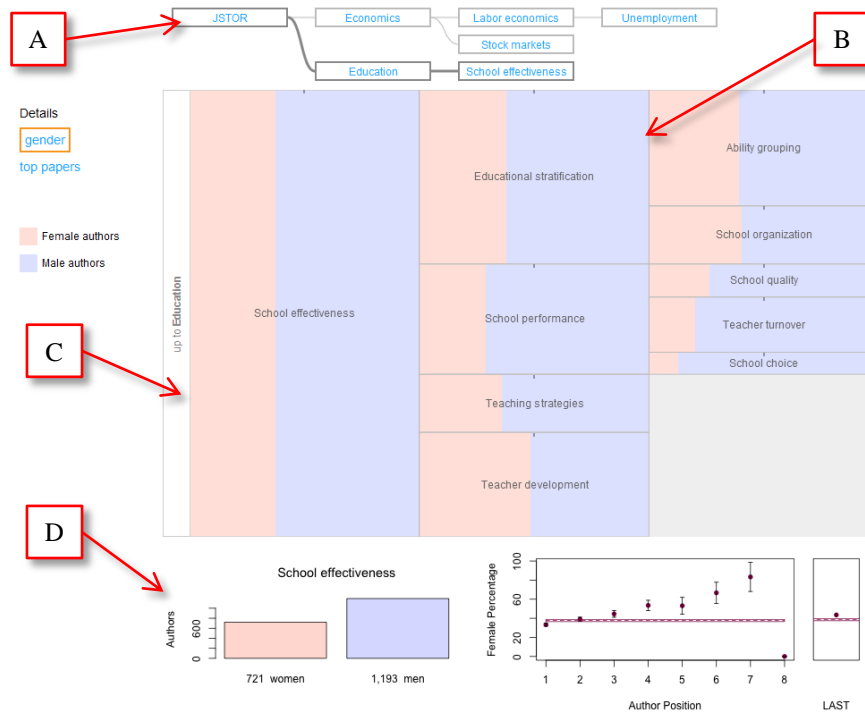 A
JSTOR
Economics
Labor economics
Unemployment
B
Stock markets
Education
School effectiveness
Details
gender
top papers
Female authors
Male authors
C
up to Education
School effectiveness
Educational stratification
School performance
Teaching strategies
Teacher development
Ability grouping
School organization
School quality
Teacher turnover
School choice
D
School effectiveness
Authors
0 600
721 women
1,193 men
Female Percentage
100
60
40
20
0
1 2 3 4 5 6 7 8
Author Position
LAST